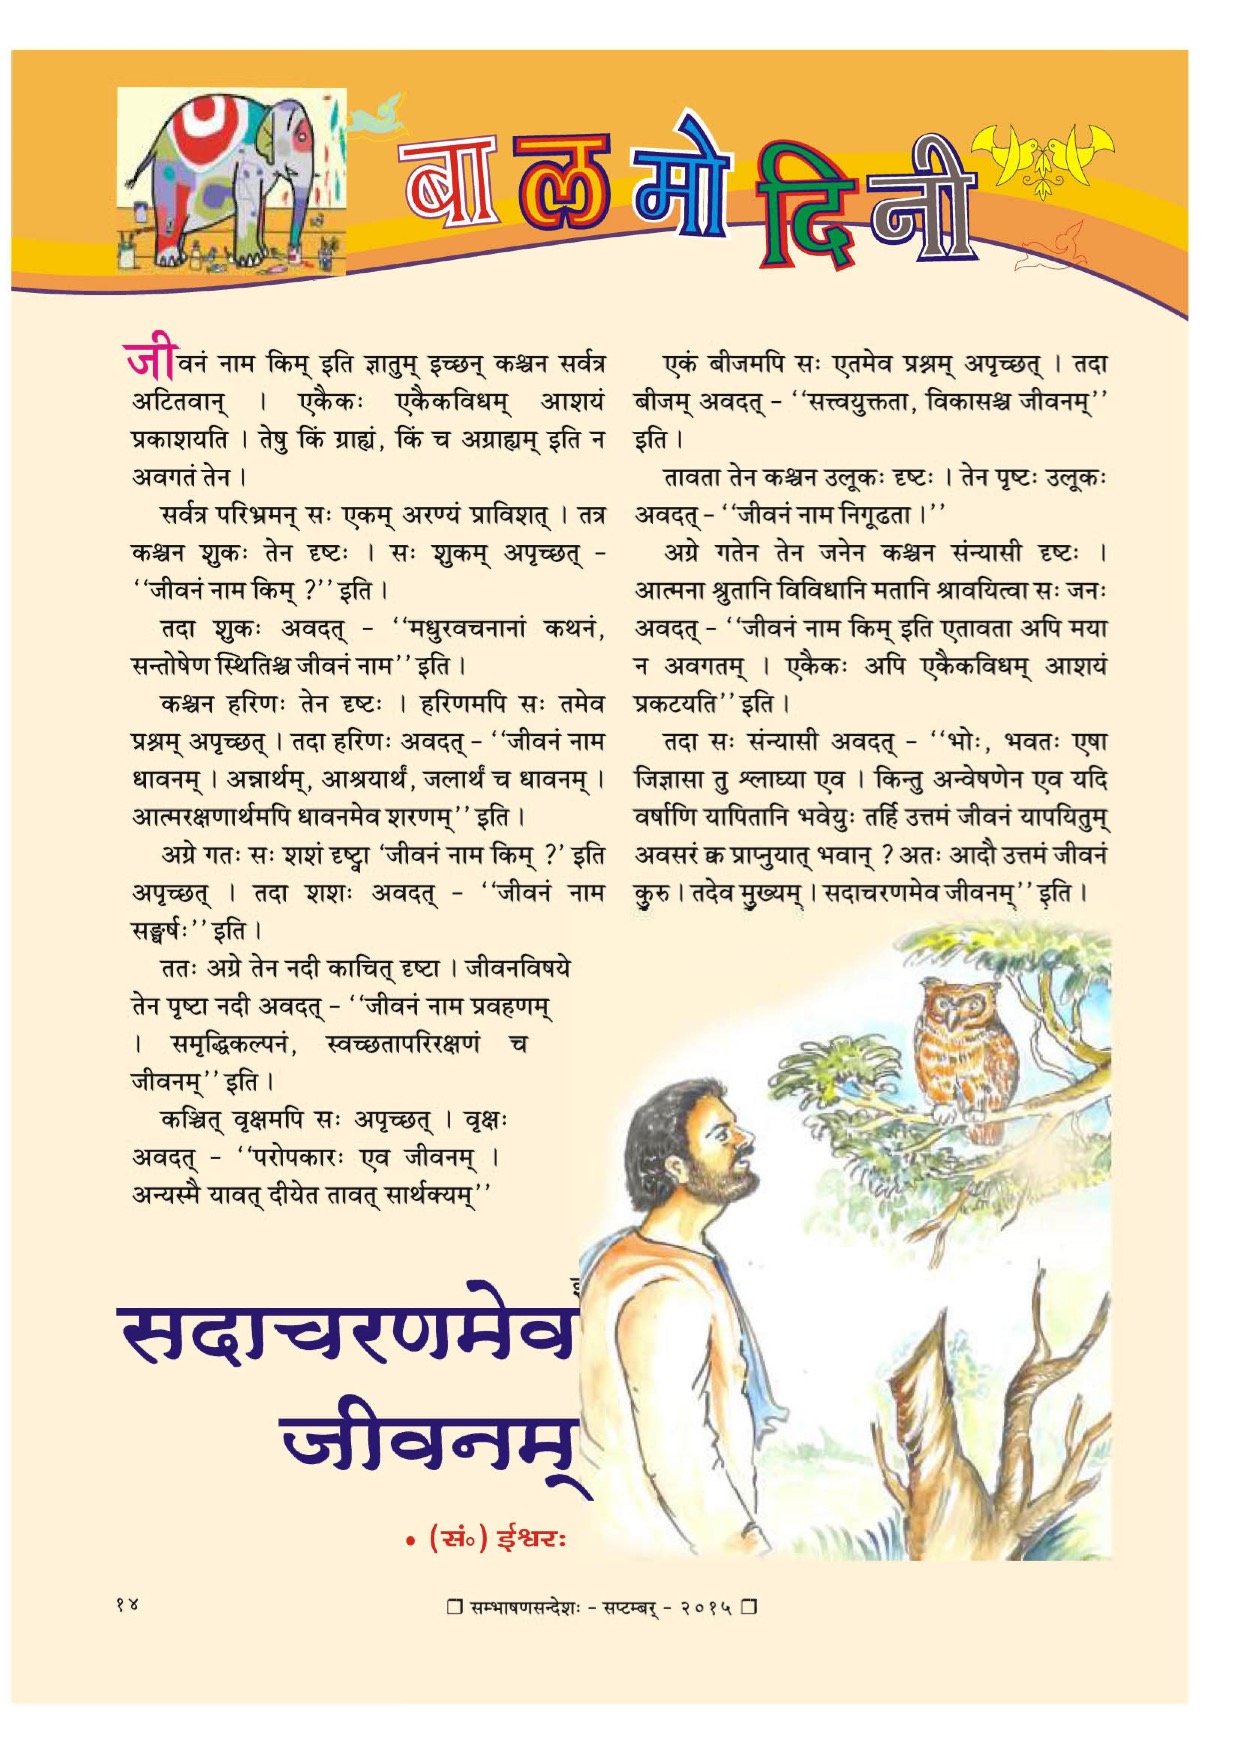 बालमोदिनी
जीवनं नाम किम् इति ज्ञातुम् इच्छन् कश्चन सर्वत्र
अटितवान् । एकैकः एकैकविधम् आशयं
प्रकाशयति । तेषु किं ग्राह्यं, किं च अग्राह्यम् इति न
अवगतं तेन ।
सर्वत्र परिभ्रमन् सः एकम् अरण्यं प्राविशत् । तत्र
कश्चन शुकः तेन दृष्टः । सः शुकम् अपृच्छत् –
‘‘जीवनं नाम किम् ?’’ इति ।
तदा शुकः अवदत् – ‘‘मधुरवचनानां कथनं,
सन्तोषेण स्थितिश्च जीवनं नाम’’ इति ।
कश्चन हरिणः तेन दृष्टः । हरिणमपि सः तमेव
प्रश्नम् अपृच्छत् । तदा हरिणः अवदत् – ‘‘जीवनं नाम
धावनम् । अन्नार्थम्, आश्रयार्थं, जलार्थं च धावनम् ।
आत्मरक्षणार्थमपि धावनमेव शरणम्’’ इति ।
अग्रे गतः सः शशं दृष्ट्वा ‘जीवनं नाम किम् ?’ इति
अपृच्छत् । तदा शशः अवदत् – ‘‘जीवनं नाम
सङ्घर्षः’’ इति ।
ततः अग्रे तेन नदी काचित् दृष्टा । जीवनविषये
तेन पृष्टा नदी अवदत् – ‘‘जीवनं नाम प्रवहणम्
। समृद्धिकल्पनं, स्वच्छतापरिरक्षणं च
जीवनम्’’ इति ।
कञ्चित् वृक्षमपि सः अपृच्छत् । वृक्षः
अवदत् – ‘‘परोपकारः एव जीवनम् ।
अन्यस्मै यावत् दीयेत तावत् सार्थक्यम्’’
एकं बीजमपि सः एतमेव प्रश्नम् अपृच्छत् । तदा
बीजम् अवदत् – ‘‘सत्त्वयुक्तता, विकासश्च जीवनम्’’
इति ।
तावता तेन कश्चन उलूकः दृष्टः । तेन पृष्टः उलूकः
अवदत् – ‘‘जीवनं नाम निगूढता ।’’
अग्रे गतेन तेन जनेन कश्चन संन्यासी दृष्टः ।
आत्मना श्रुतानि विविधानि मतानि श्रावयित्वा सः जनः
अवदत् – ‘‘जीवनं नाम किम् इति एतावता अपि मया
न अवगतम् । एकैकः अपि एकैकविधम् आशयं
प्रकटयति’’ इति ।
तदा सः संन्यासी अवदत् – ‘‘भोः, भवतः एषा
जिज्ञासा तु श्लाघ्या एव । किन्तु अन्वेषणेन एव यदि
वर्षाणि यापितानि भवेयुः तर्हि उत्तमं जीवनं यापयितुम्
अवसरं क्व प्राप्नुयात् भवान् ? अतः आदौ उत्तमं जीवनं
कुरु । तदेव मुख्यम् । सदाचरणमेव जीवनम्’’ इति ।
सदाचरणमेव
जीवनम्
• (सं॰) ईश्वरः
१४
❒ सम्भाषणसन्देशः – सप्टम्बर् – २०१५ ❒